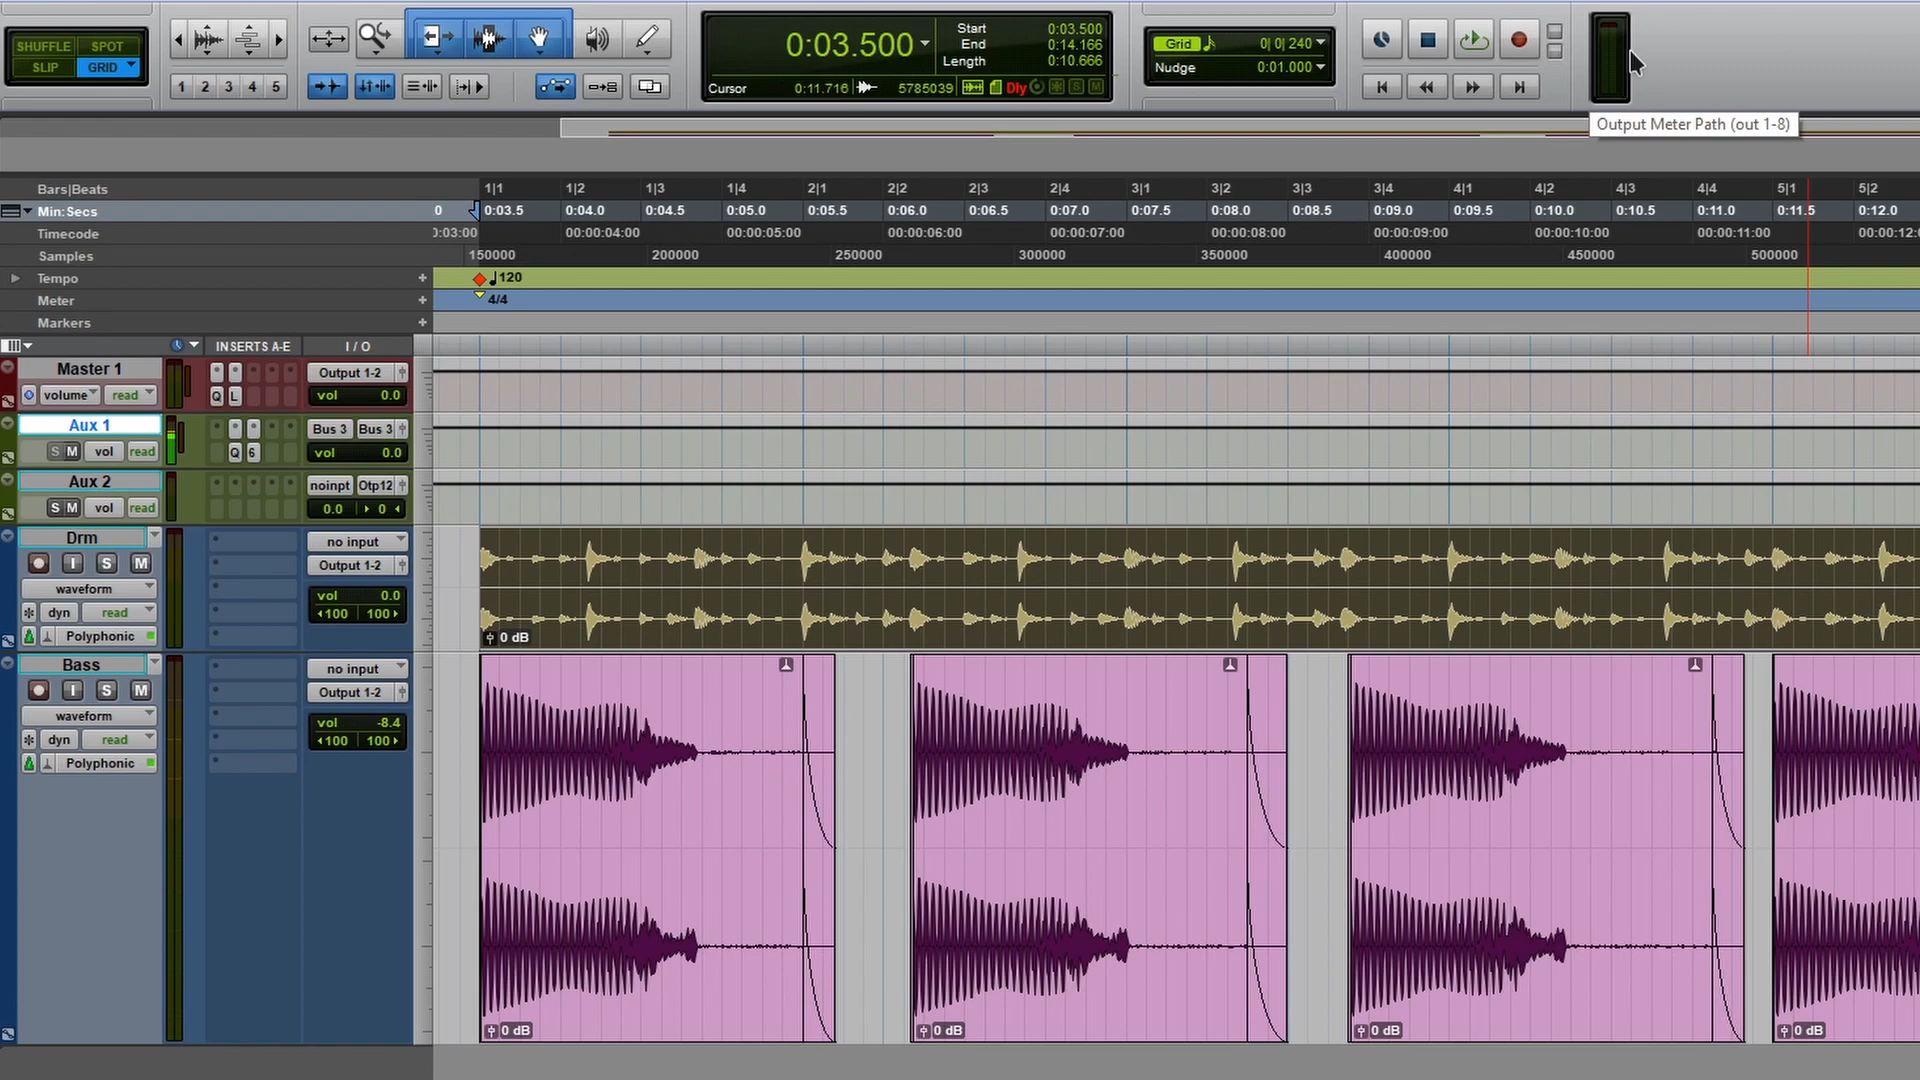 SHUFFLE SPOT
SLIP GRID
1 2 3 4 5
0:03.500
Start 0:03.500
End 0:14.166
Length 0:10.666
Cursor 0:11.716 5785039 Dly S M
Grid 0| 0| 240
Nudge 0:01.000
Output Meter Path (out 1-8)
Bars|Beats 1|1 1|2 1|3 1|4 2|1 2|2 2|3 2|4 3|1 3|2 3|3 3|4 4|1 4|2 4|3 4|4 5|1 5|2
Min:Secs 0 0:03.5 0:04.0 0:04.5 0:05.0 0:05.5 0:06.0 0:06.5 0:07.0 0:07.5 0:08.0 0:08.5 0:09.0 0:09.5 0:10.0 0:10.5 0:11.0 0:11.5 0:12.0
Timecode 0:03:00 00:00:04:00 00:00:05:00 00:00:06:00 00:00:07:00 00:00:08:00 00:00:09:00 00:00:10:00 00:00:11:00 00:00:12:0
Samples 150000 200000 250000 300000 350000 400000 450000 500000
Tempo + 120
Meter + 4/4
Markers +
INSERTS A-E I / O
Master 1 Output 1-2
volume read Q L vol 0.0
Aux 1 Bus 3 Bus 3
S M vol read Q 6 vol 0.0
Aux 2 noinpt Otp12
S M vol read 0.0 0
Drm no input
I S M Output 1-2
waveform vol 0.0
dyn read 100 100
Polyphonic 0 dB
Bass no input
I S M Output 1-2
waveform vol -8.4
dyn read 100 100
Polyphonic
0 dB 0 dB 0 dB 0 dB